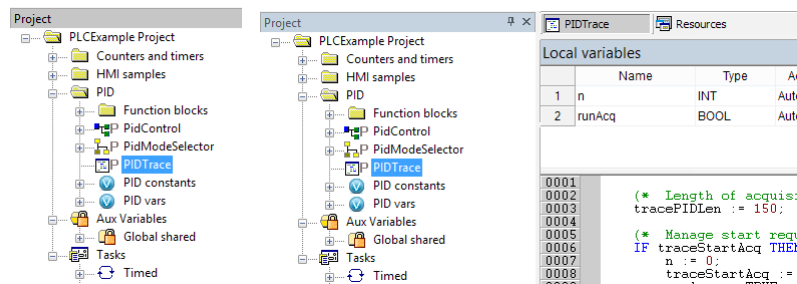 Project
PLCExample Project
Counters and timers
HMI samples
PID
Function blocks
PidControl
PidModeSelector
PIDTrace
PID constants
PID vars
Aux Variables
Global shared
Tasks
Timed
Project
PLCExample Project
Counters and timers
HMI samples
PID
Function blocks
PidControl
PidModeSelector
PIDTrace
PID constants
PID vars
Aux Variables
Global shared
Tasks
Timed
PIDTrace Resources
Local variables
Name Type
1 n INT
2 runAcq BOOL
0001
0002 (* Length of
0003 tracePIDLen := 150;
0004
0005 (* Manage start
0006 IF traceStartAcq THEN
0007 n := 0;
0008 traceStartAcq :=